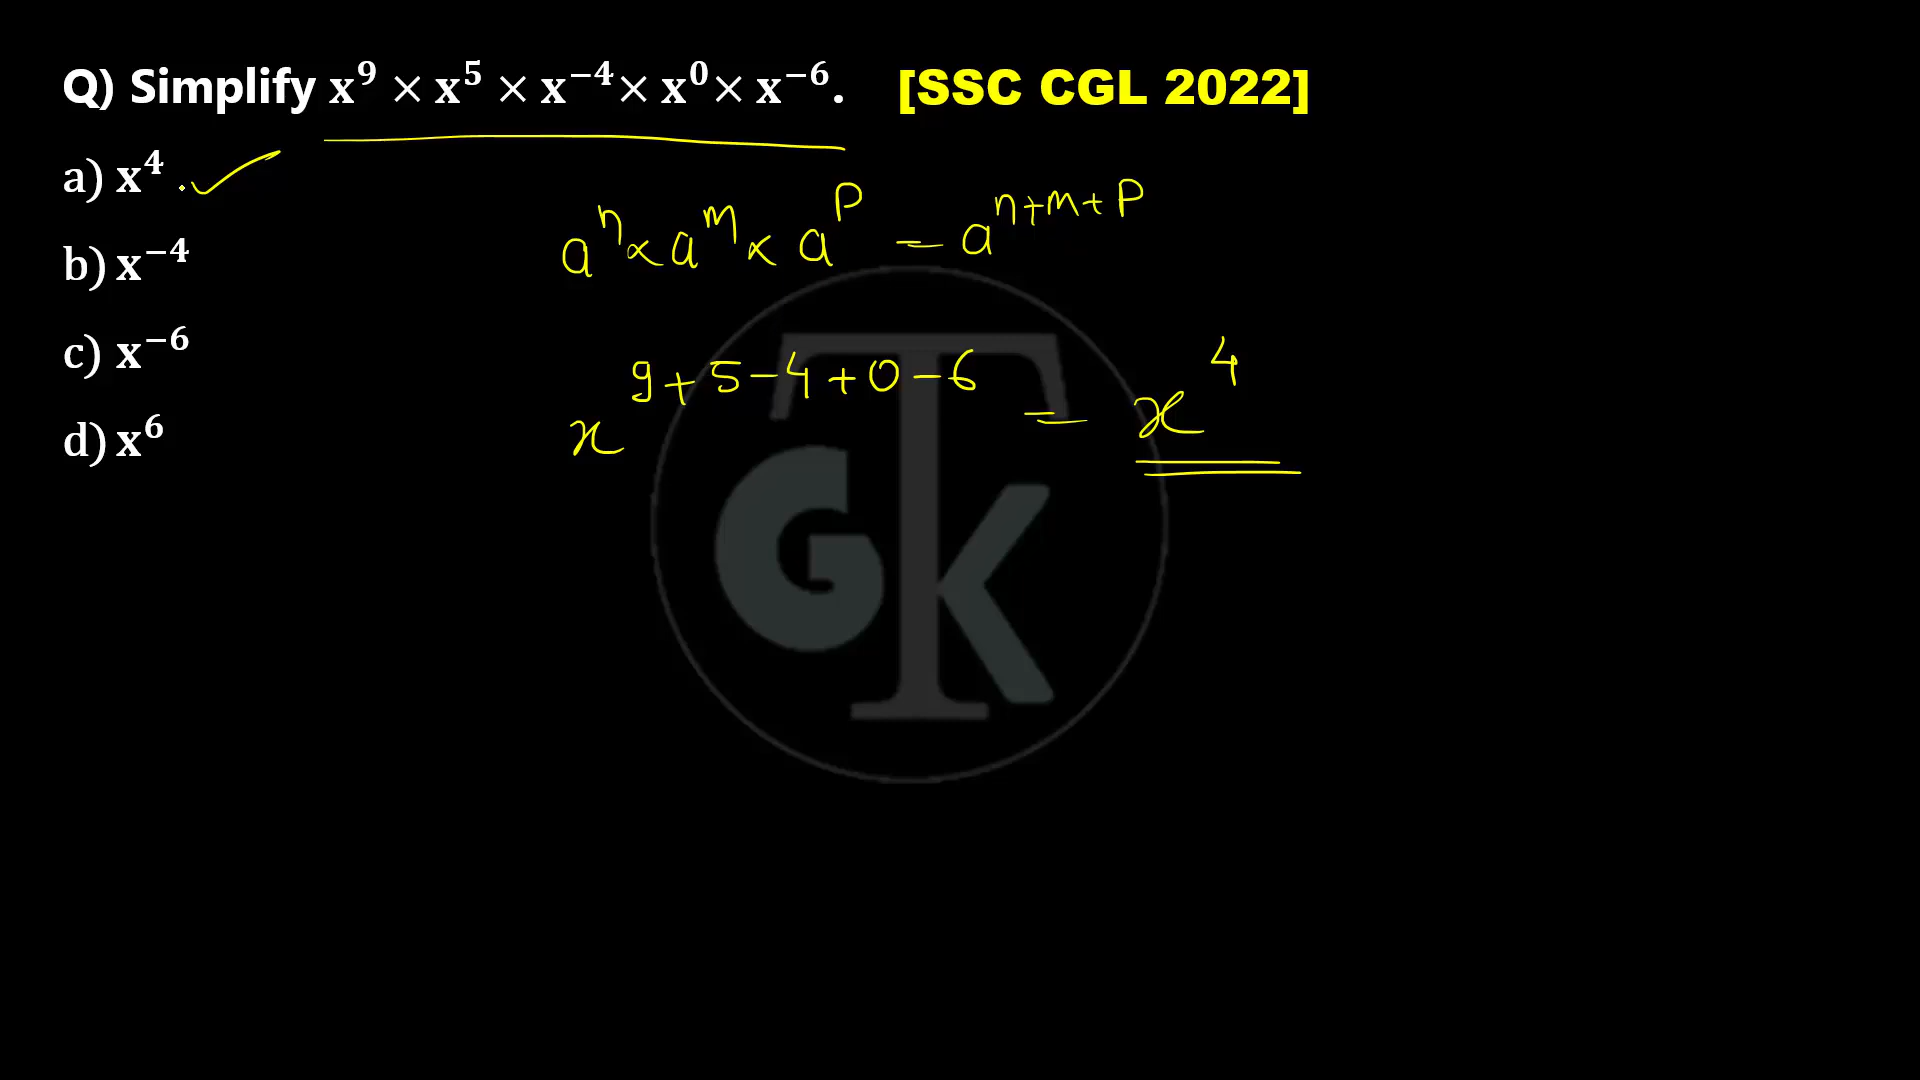 Q) Simplify x⁹ × x⁵ × x⁻⁴ × x⁰ × x⁻⁶. [SSC CGL 2022]
a) x⁴ . ✓
b) x⁻⁴
c) x⁻⁶
d) x⁶
aⁿ × aᵐ × aᴾ = aⁿ⁺ᵐ⁺ᴾ
x⁹⁺⁵⁻⁴⁺⁰⁻⁶ = x⁴
GTK